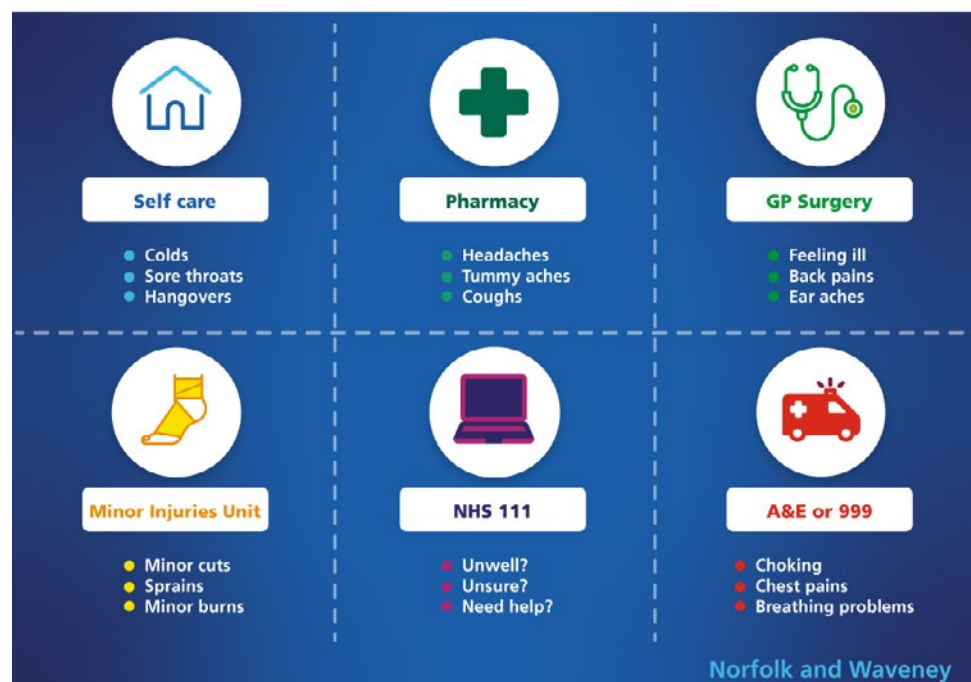 Self care
Colds
Sore throats
Hangovers
Pharmacy
Headaches
Tummy aches
Coughs
GP Surgery
Feeling ill
Back pains
Ear aches
Minor Injuries Unit
Minor cuts
Sprains
Minor burns
NHS 111
Unwell?
Unsure?
Need help?
A&E or 999
Choking
Chest pains
Breathing problems
Norfolk and Waveney